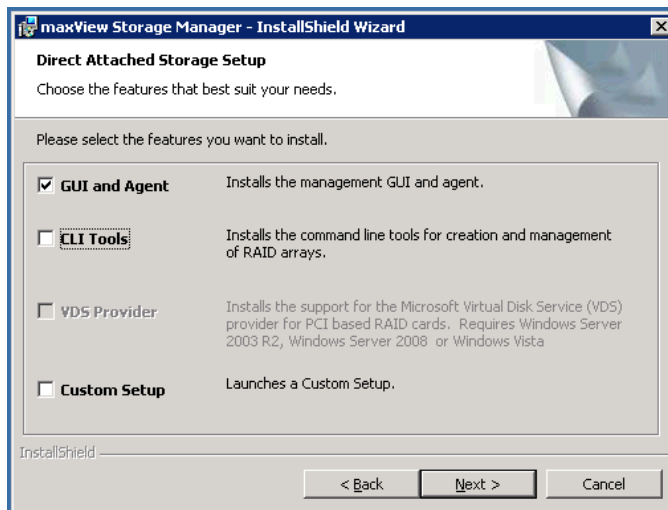 maxView Storage Manager - InstallShield Wizard
Direct Attached Storage Setup
Choose the features that best suit your needs.
Please select the features you want to install.
GUI and Agent
Installs the management GUI and agent.
CLI Tools
Installs the command line tools for creation and management
of RAID arrays.
VDS Provider
Installs the support for the Microsoft Virtual Disk Service (VDS)
provider for PCI based RAID cards. Requires Windows Server
2003 R2, Windows Server 2008 or Windows Vista
Custom Setup
Launches a Custom Setup.
InstallShield
< Back
Next >
Cancel